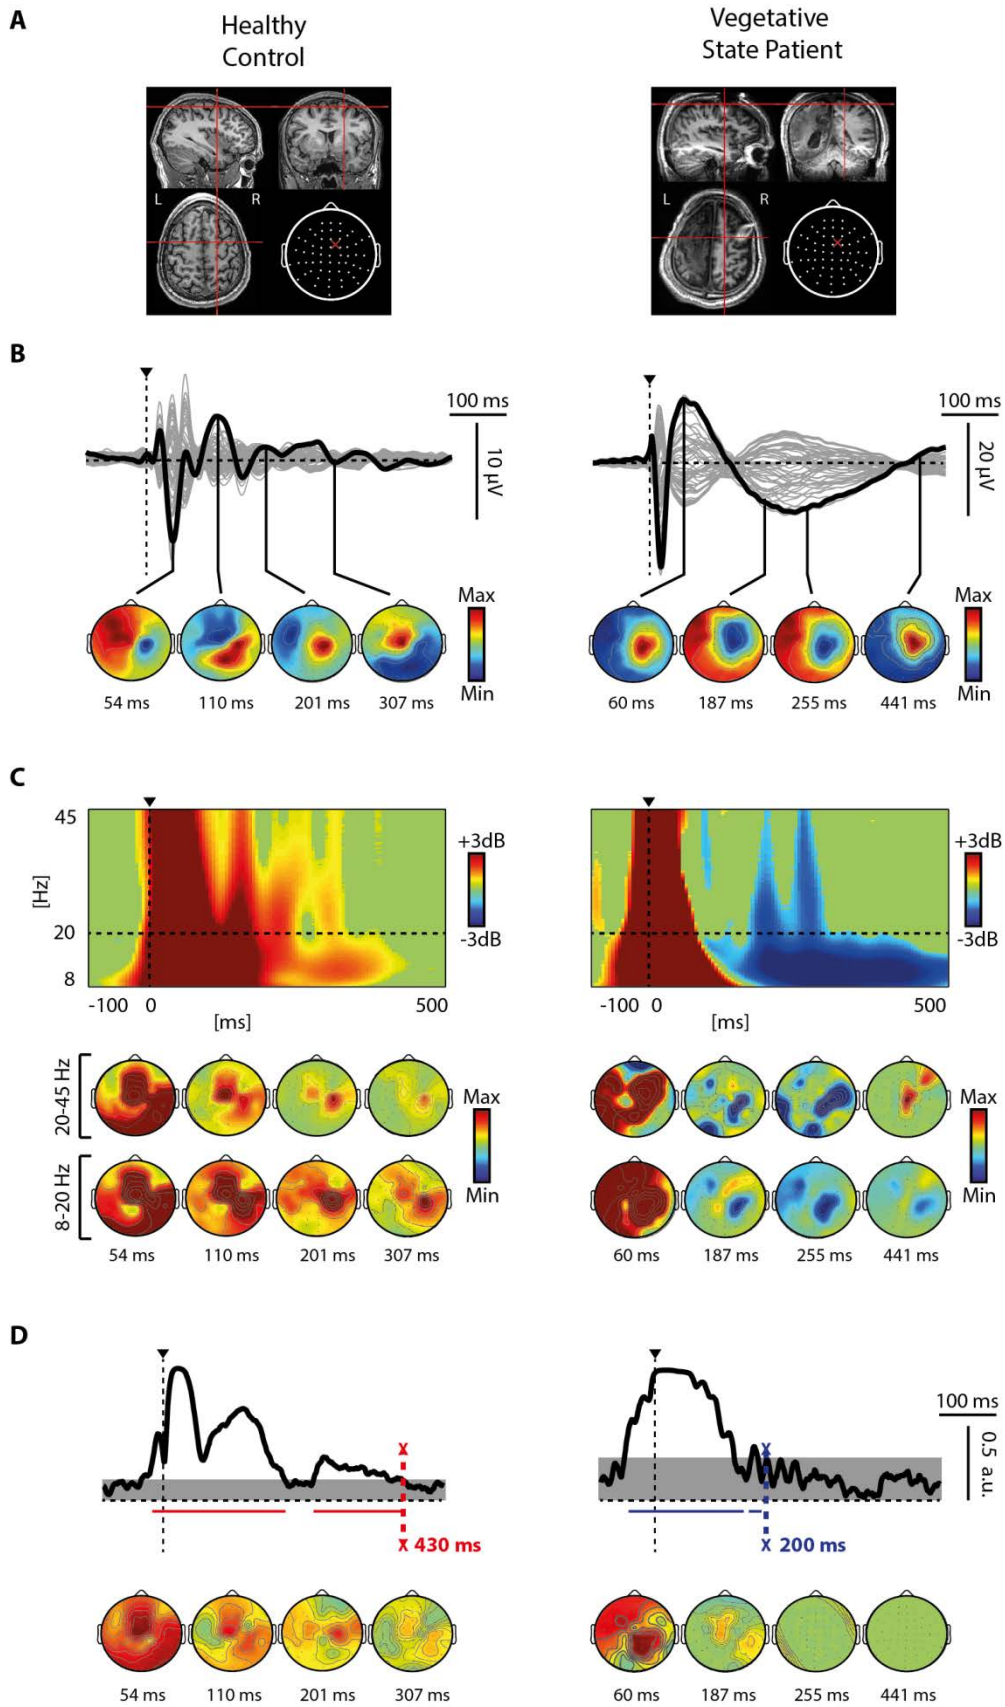 A
Healthy
Control
Vegetative
State Patient
L R
L R
B
100 ms
10 μV
100 ms
20 μV
Max
Min
54 ms 110 ms 201 ms 307 ms
Max
Min
60 ms 187 ms 255 ms 441 ms
C
45
20
8
[Hz]
-100 0 500
[ms]
+3dB
-3dB
-100 0 500
[ms]
+3dB
-3dB
20-45 Hz
8-20 Hz
Max
Min
Max
Min
54 ms 110 ms 201 ms 307 ms
60 ms 187 ms 255 ms 441 ms
D
100 ms
0.5 a.u.
430 ms
200 ms
54 ms 110 ms 201 ms 307 ms
60 ms 187 ms 255 ms 441 ms